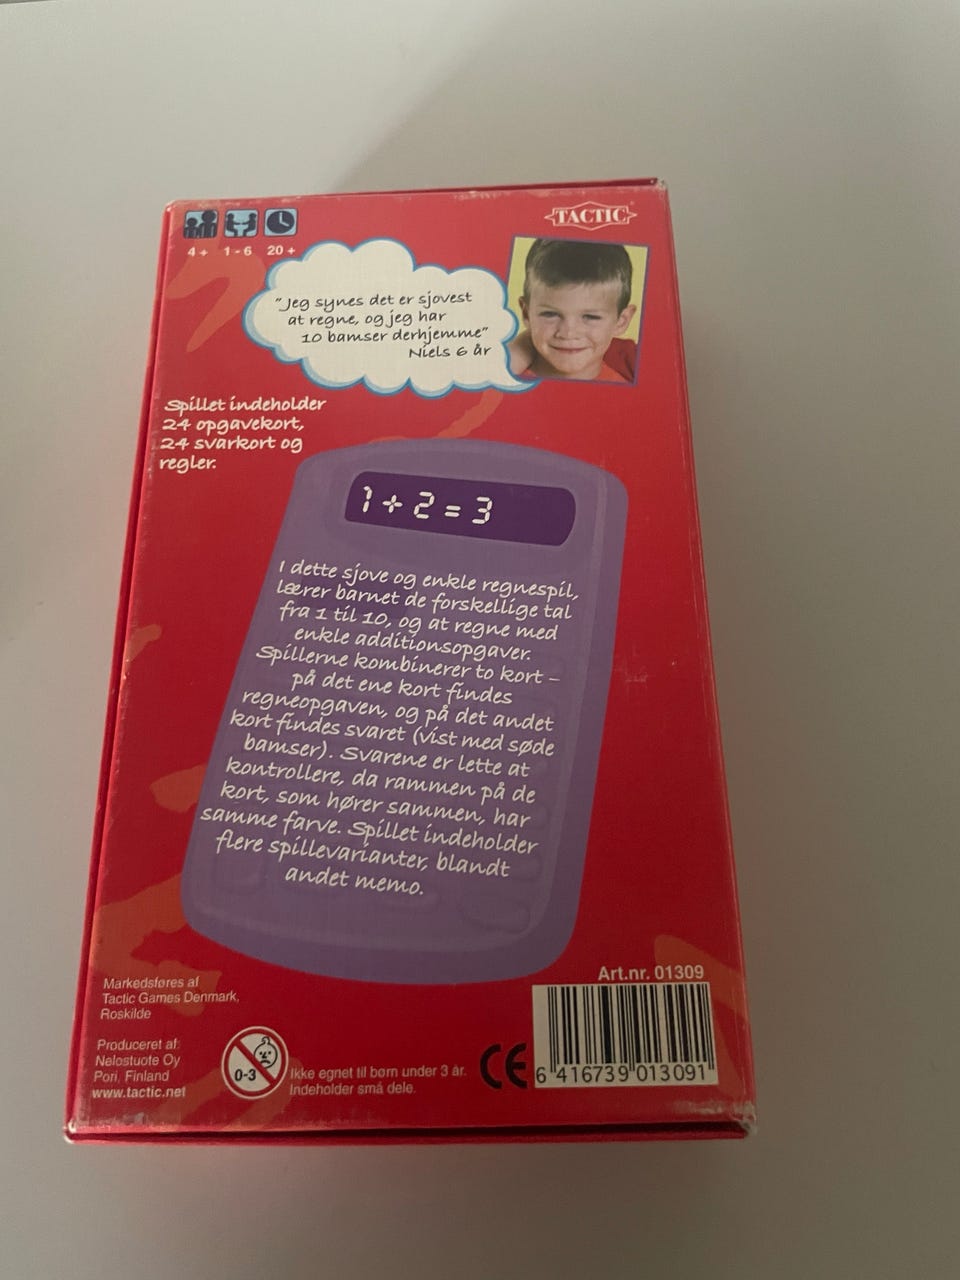 TACTIC
4+ 1-6 20+
"Jeg synes det er sjovest
at regne, og jeg har
10 bamser derhjemme"
Niels 6 år
Spillet indeholder
24 opgavekort,
24 svarkort og
regler.
1+2=3
I dette sjove og enkle regnespil,
lærer barnet de forskellige tal
fra 1 til 10, og at regne med
enkle additionsopgaver.
Spillerne kombinerer to kort –
på det ene kort findes
regneopgaven, og på det andet
kort findes svaret (vist med søde
bamser). Svarene er lette at
kontrollere, da rammen på de
kort, som hører sammen, har
samme farve. Spillet indeholder
flere spillevarianter, blandt
andet memo.
Markedsføres af
Tactic Games Denmark,
Roskilde
Produceret af:
Nelostuote Oy
Pori, Finland
www.tactic.net
0-3
Ikke egnet til børn under 3 år.
Indeholder små dele.
CE
Art.nr. 01309
6 416739 013091